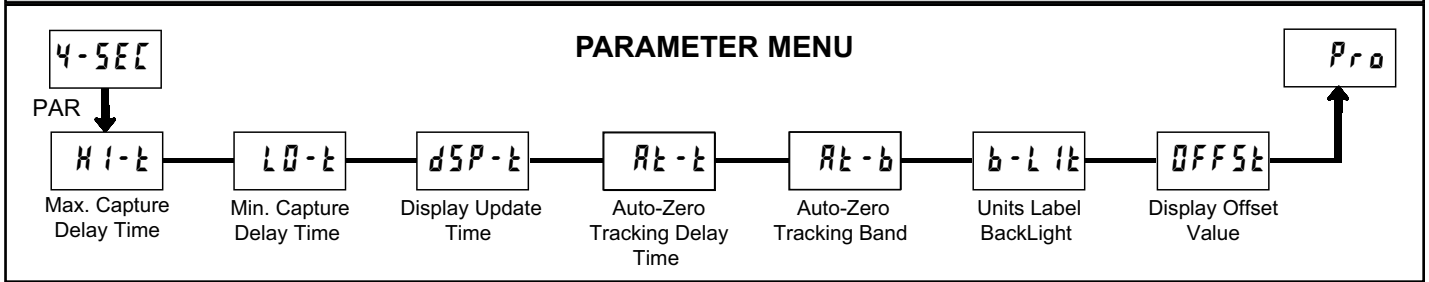 4-SEC
PARAMETER MENU
Pro
PAR
HI-t
LO-t
dSP-t
At-t
At-b
b-LIt
OFFSt
Max. Capture
Delay Time
Min. Capture
Delay Time
Display Update
Time
Auto-Zero
Tracking Delay
Time
Auto-Zero
Tracking Band
Units Label
BackLight
Display Offset
Value